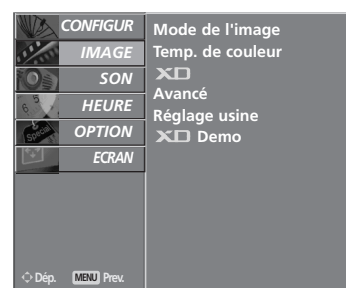 CONFIGUR
IMAGE
SON
HEURE
OPTION
ECRAN
Dép. MENU Prev.
Mode de l'image
Temp. de couleur
XD
Avancé
Réglage usine
XD Demo
Special